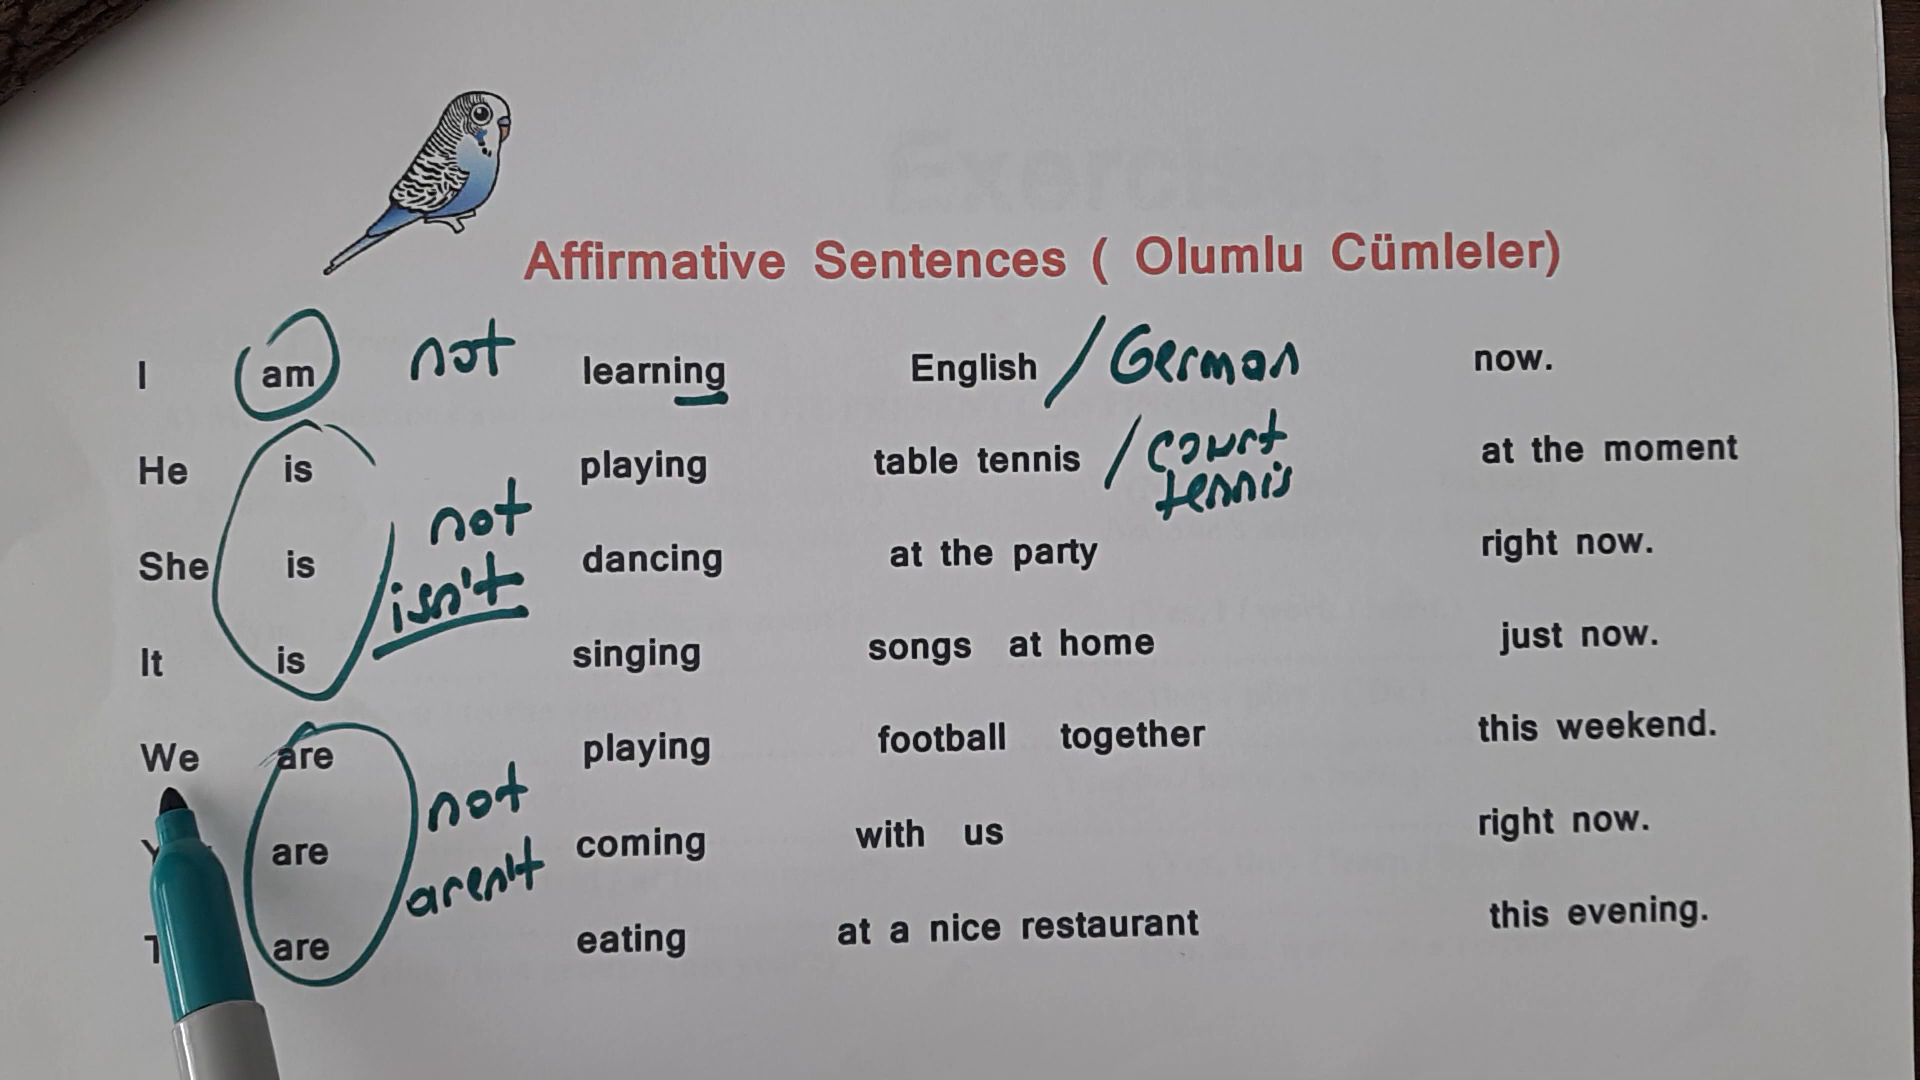 Affirmative Sentences ( Olumlu Cümleler)
I am not learning English / German now.
He is playing table tennis / court tennis at the moment
not
She is dancing at the party right now.
isn't
It is singing songs at home just now.
We are playing football together this weekend.
not
are coming with us right now.
aren't
are eating at a nice restaurant this evening.